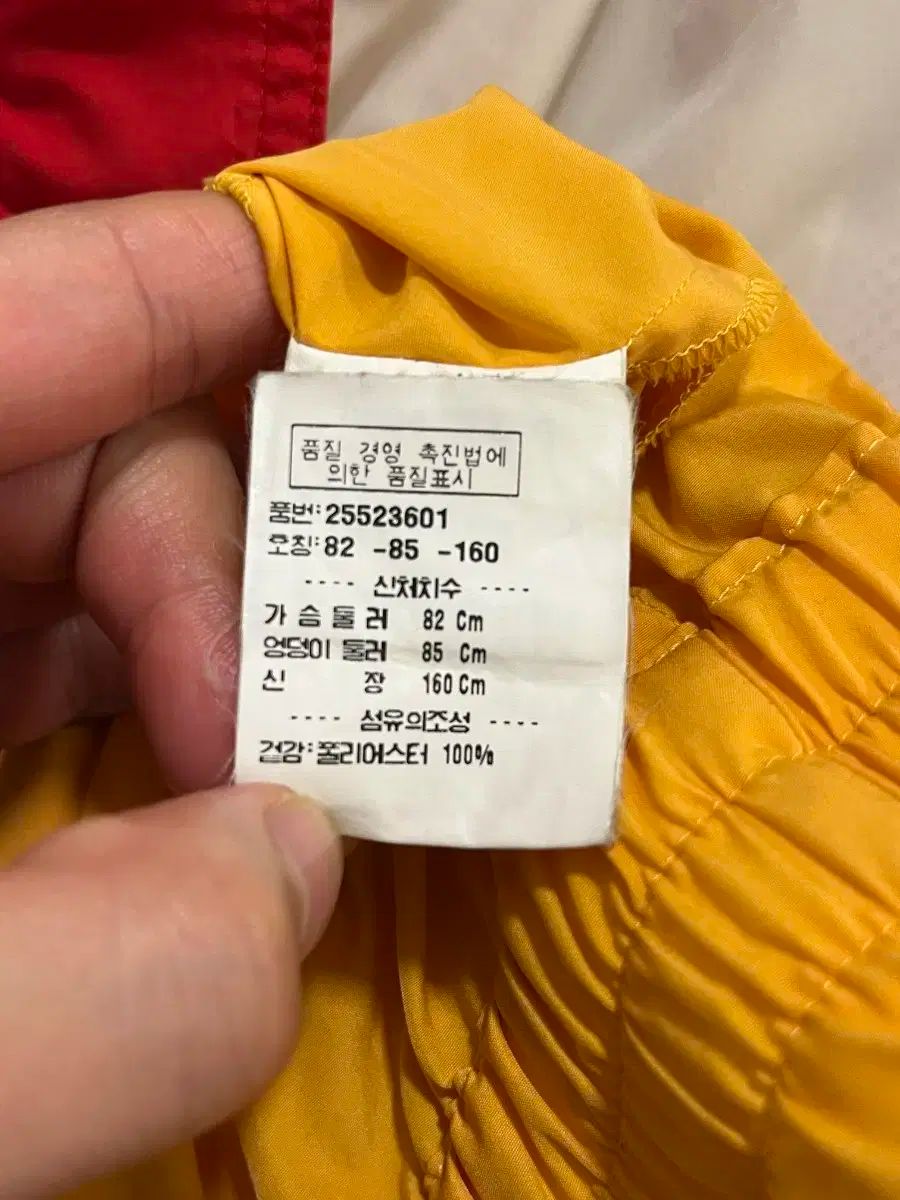 품질 경영 촉진법에
의한 품질표시
품번: 25523601
호칭: 82 -85 -160
---- 신체치수 ----
가 슴 둘 레 82 Cm
엉덩이 둘레 85 Cm
신 장 160 Cm
---- 섬유의조성 ----
겉감: 폴리에스터 100%